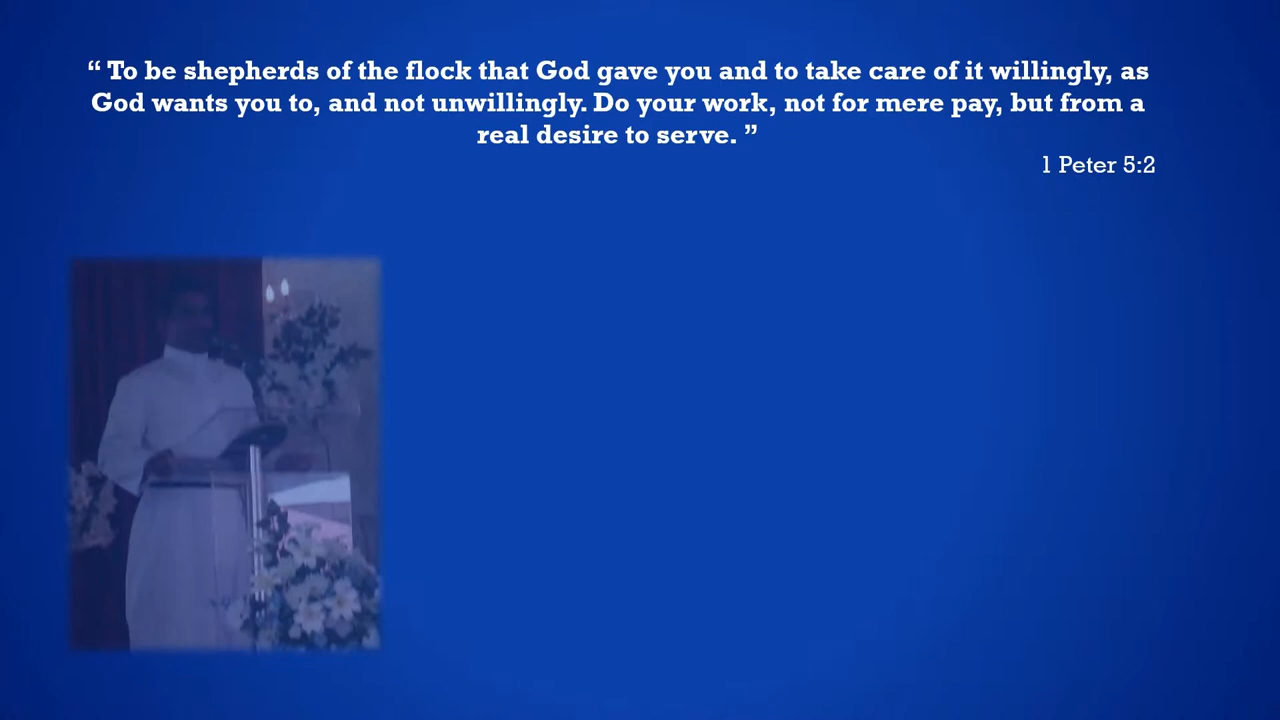 “ To be shepherds of the flock that God gave you and to take care of it willingly, as
God wants you to, and not unwillingly. Do your work, not for mere pay, but from a
real desire to serve. ”
1 Peter 5:2